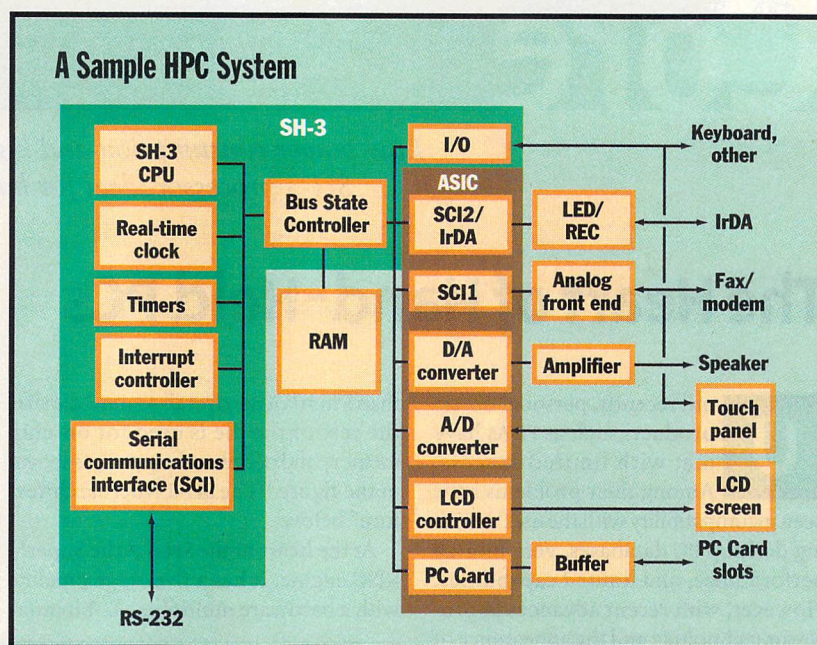 A Sample HPC System
SH-3
SH-3
CPU
Real-time
clock
Timers
Interrupt
controller
Serial
communications
interface (SCI)
RS-232
Bus State
Controller
RAM
I/O
ASIC
SCI2/
IrDA
SCI1
D/A
converter
A/D
converter
LCD
controller
PC Card
LED/
REC
Analog
front end
Amplifier
Buffer
Keyboard,
other
IrDA
Fax/
modem
Speaker
Touch
panel
LCD
screen
PC Card
slots